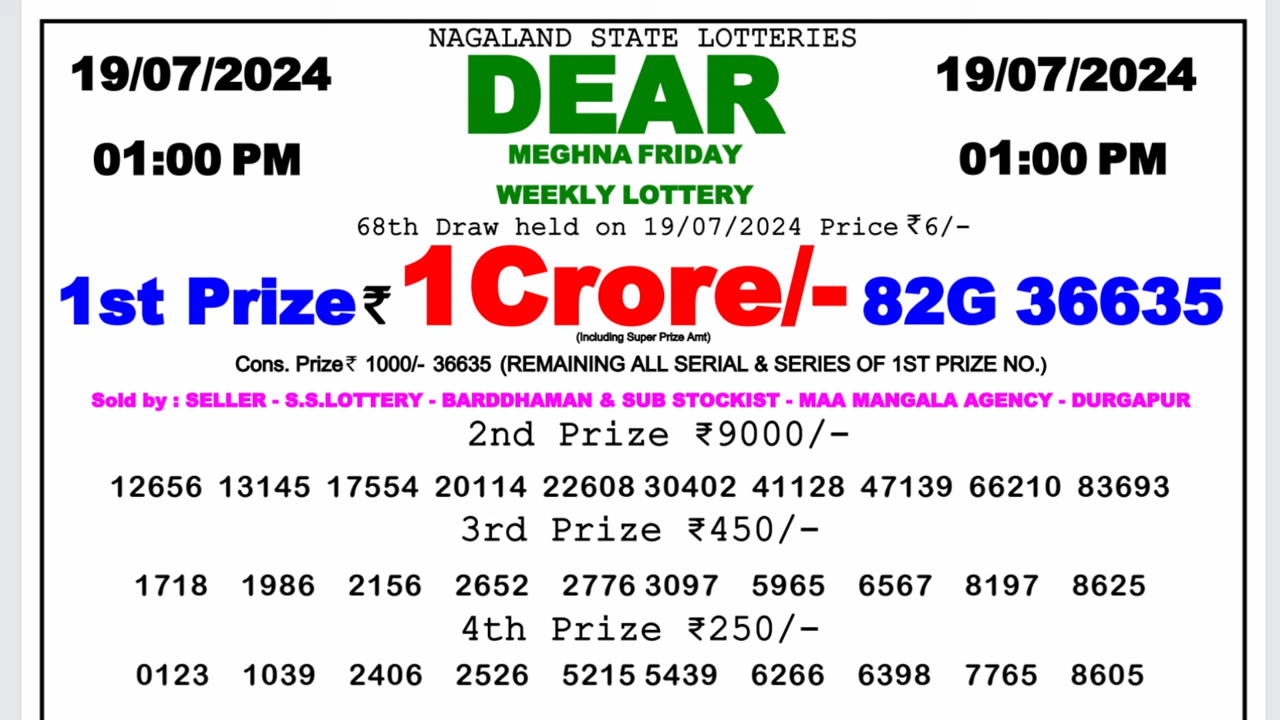 NAGALAND STATE LOTTERIES
19/07/2024 DEAR 19/07/2024
01:00 PM MEGHNA FRIDAY 01:00 PM
WEEKLY LOTTERY
68th Draw held on 19/07/2024 Price ₹6/-
1st Prize ₹ 1Crore/- 82G 36635
(Including Super Prize Amt)
Cons. Prize ₹ 1000/- 36635 (REMAINING ALL SERIAL & SERIES OF 1ST PRIZE NO.)
Sold by : SELLER - S.S.LOTTERY - BARDDHAMAN & SUB STOCKIST - MAA MANGALA AGENCY - DURGAPUR
2nd Prize ₹9000/-
12656 13145 17554 20114 22608 30402 41128 47139 66210 83693
3rd Prize ₹450/-
1718 1986 2156 2652 2776 3097 5965 6567 8197 8625
4th Prize ₹250/-
0123 1039 2406 2526 5215 5439 6266 6398 7765 8605